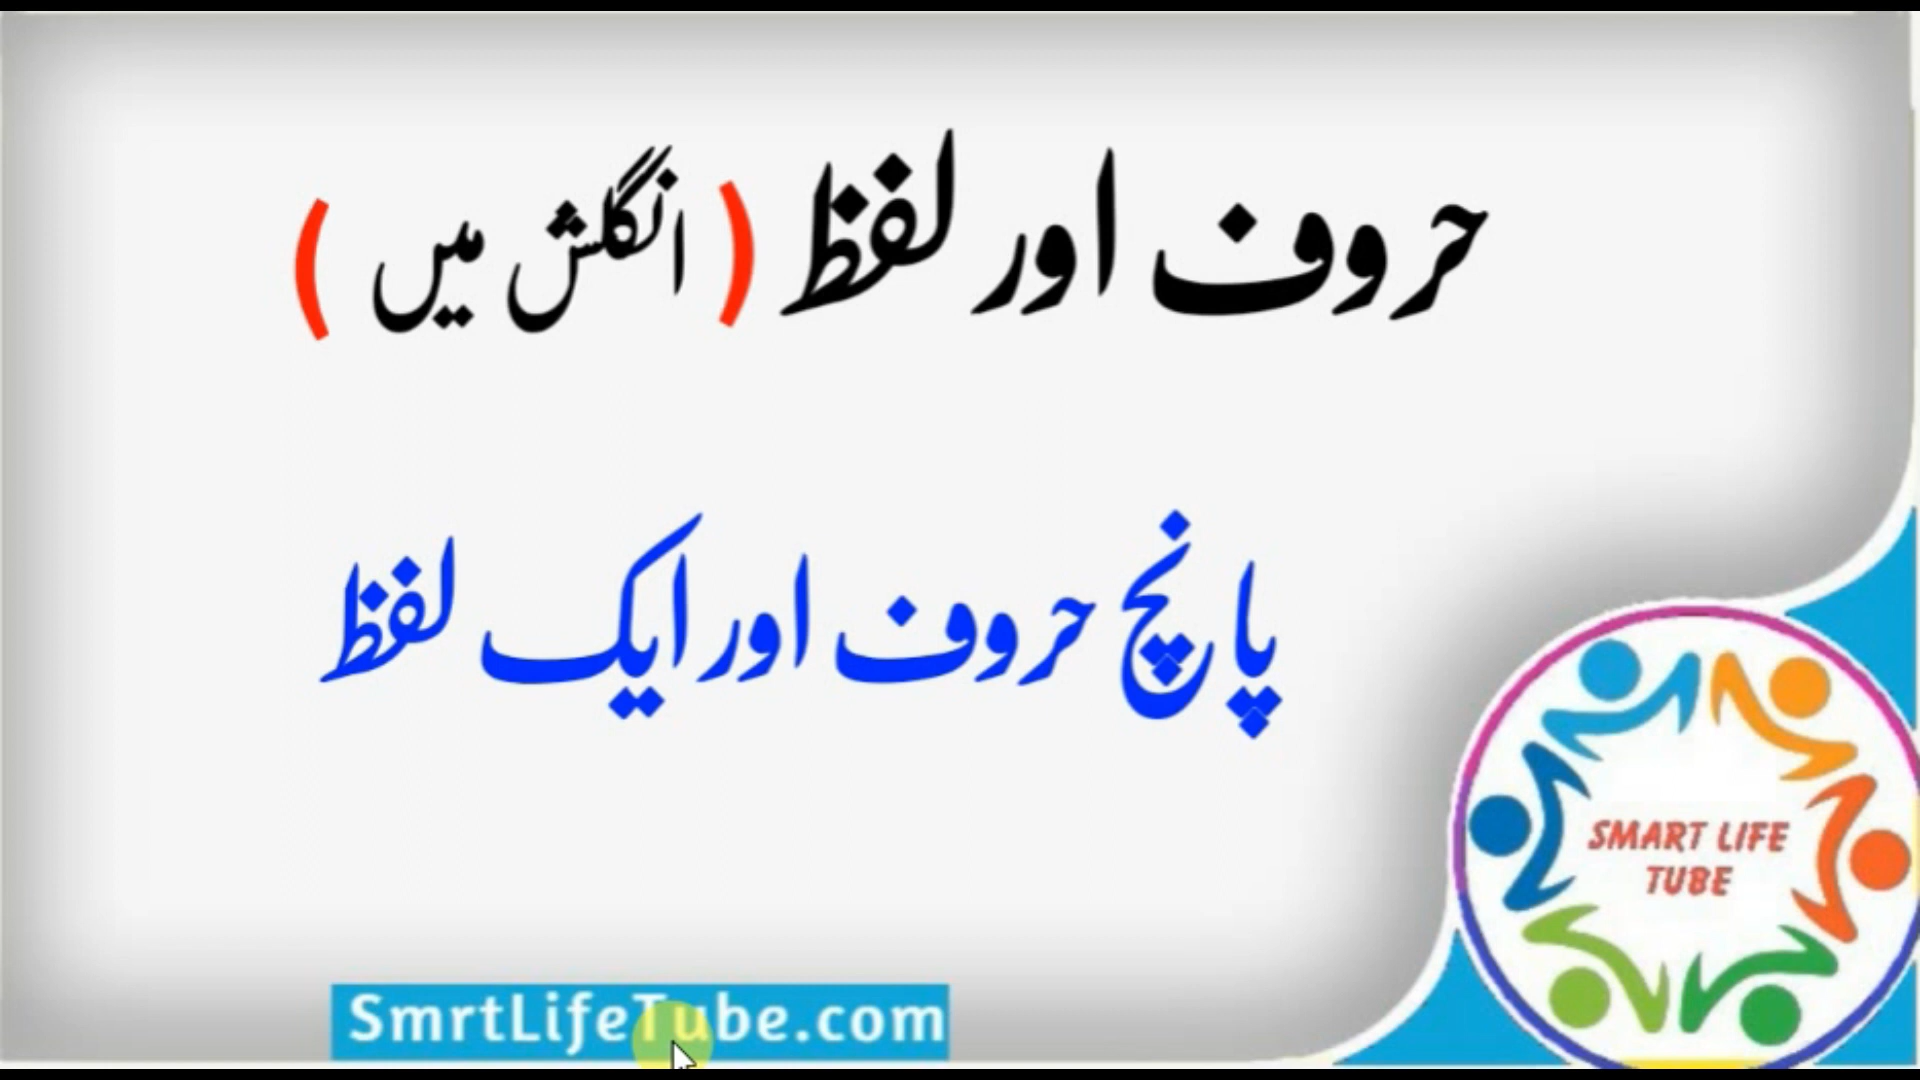 حروف اور لفظ ( انگلش میں )
پانچ حروف اور ایک لفظ
SMART LIFE
TUBE
SmrtLifeTube.com